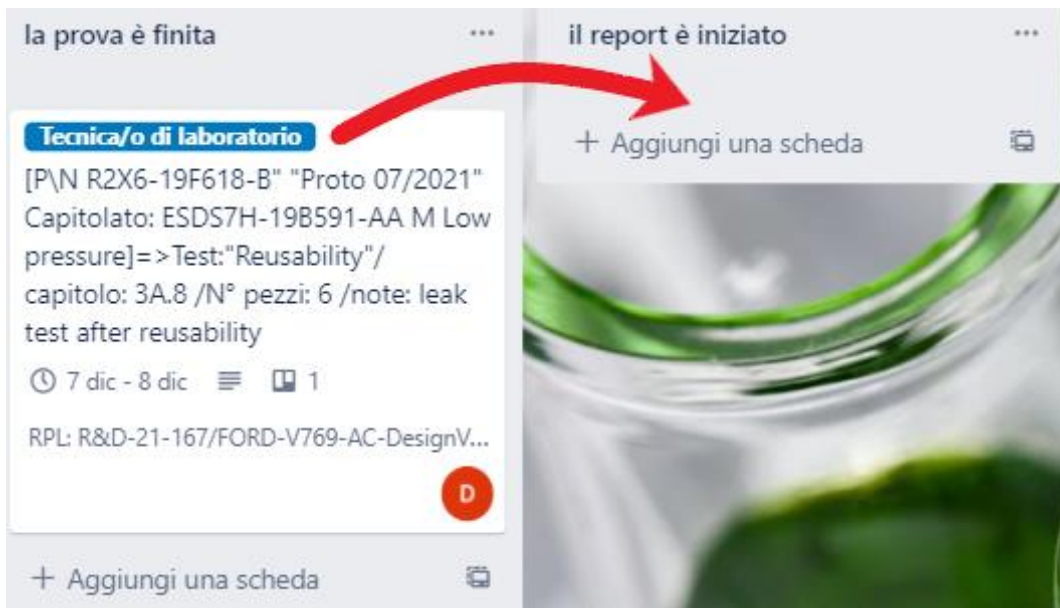 la prova è finita
Tecnica/o di laboratorio
[P\N R2X6-19F618-B" "Proto 07/2021"
Capitolato: ESDS7H-19B591-AA M Low
pressure]=>Test:"Reusability"/
capitolo: 3A.8 /N° pezzi: 6 /note: leak
test after reusability
7 dic - 8 dic 1
RPL: R&D-21-167/FORD-V769-AC-DesignV...
D
+ Aggiungi una scheda
il report è iniziato
+ Aggiungi una scheda